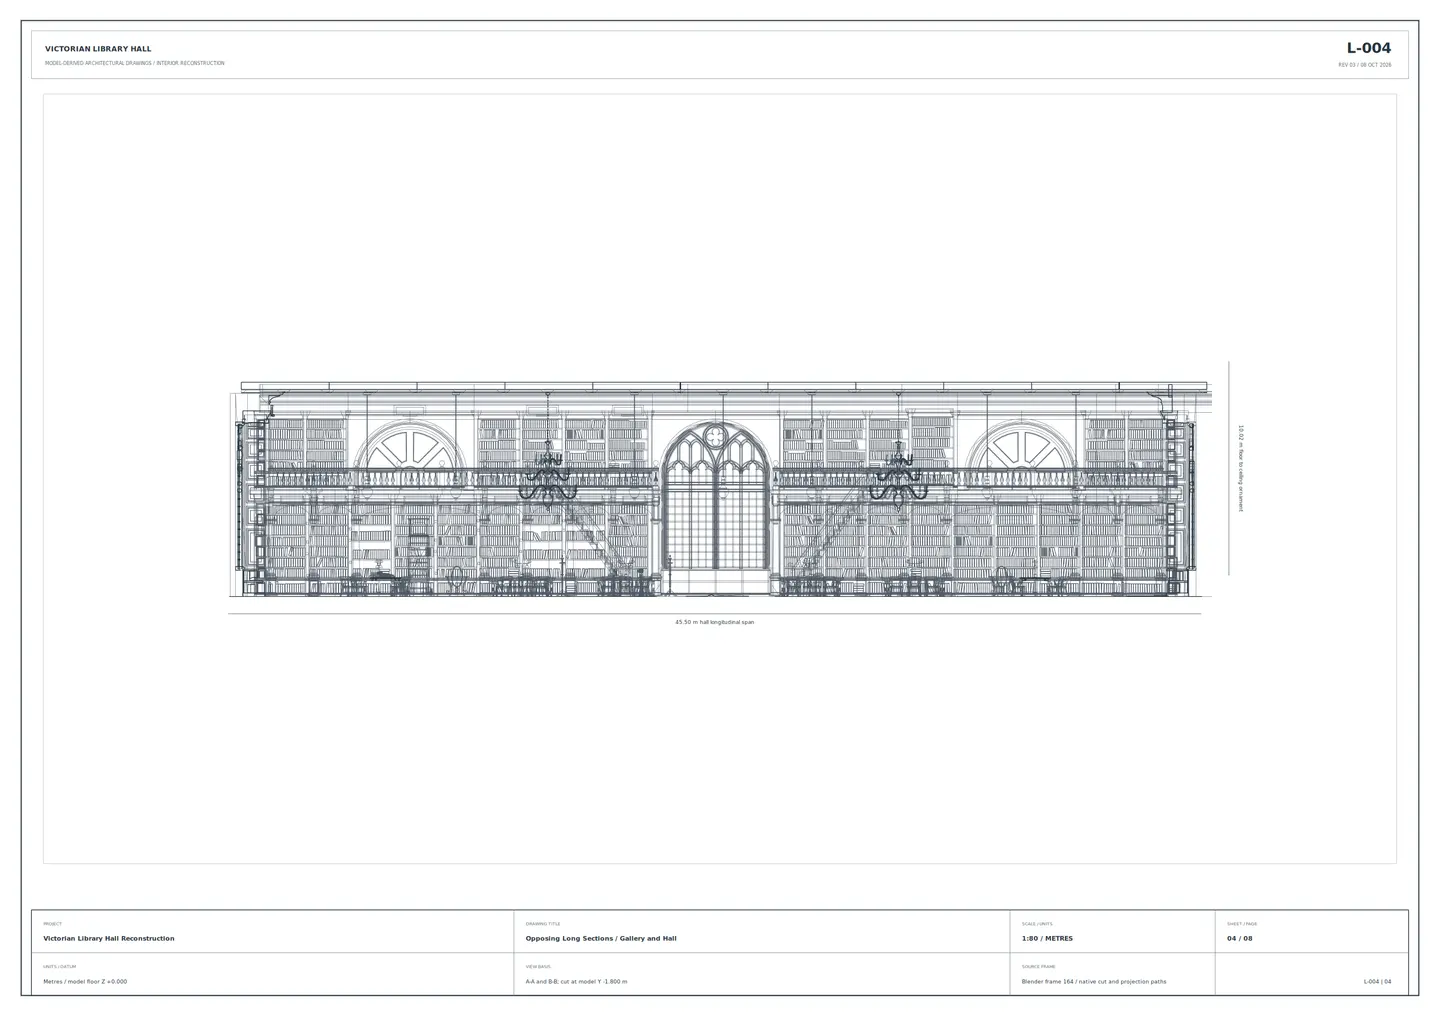 VICTORIAN LIBRARY HALL
L-004
MODEL-DERIVED ARCHITECTURAL DRAWINGS / INTERIOR RECONSTRUCTION
REV 03 / 08 OCT 2026
10.02 m floor to ceiling ornament
45.50 m hall longitudinal span
PROJECT
Victorian Library Hall Reconstruction
DRAWING TITLE
Opposing Long Sections / Gallery and Hall
SCALE / UNITS
1:80 / METRES
SHEET / PAGE
04 / 08
UNITS / DATUM
Metres / model floor Z +0.000
VIEW BASIS
A-A and B-B; cut at model Y -1.800 m
SOURCE FRAME
Blender frame 164 / native cut and projection paths
L-004 | 04